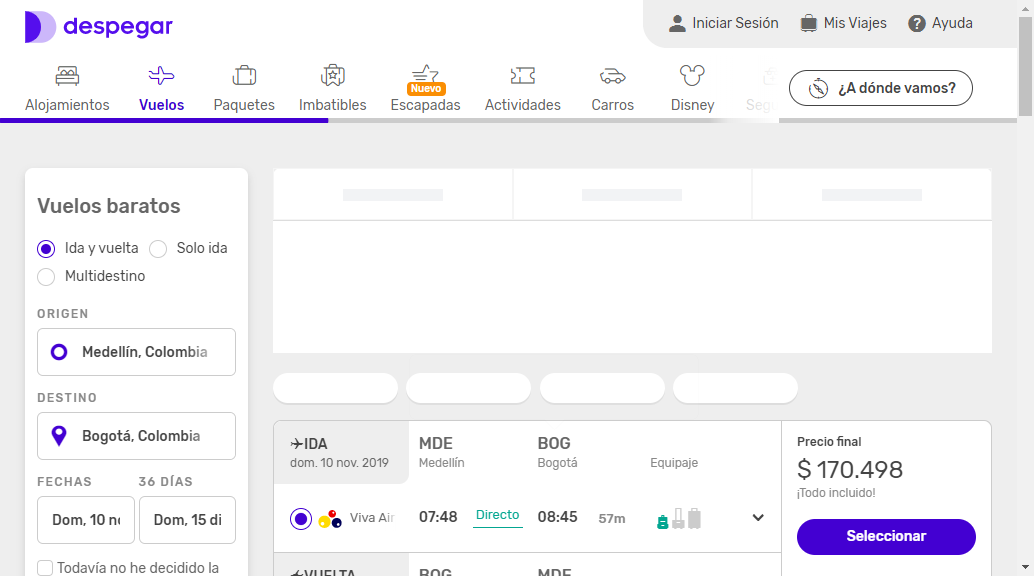 despegar
Iniciar Sesión
Mis Viajes
Ayuda
Alojamientos
Vuelos
Paquetes
Imbatibles
Nuevo
Escapadas
Actividades
Carros
Disney
Seg
¿A dónde vamos?
Vuelos baratos
Ida y vuelta
Solo ida
Multidestino
ORIGEN
Medellín, Colombia
DESTINO
Bogotá, Colombia
FECHAS
36 DÍAS
Dom, 10 n
Dom, 15 di
Todavía no he decidido la
IDA
dom. 10 nov. 2019
MDE
Medellín
BOG
Bogotá
Equipaje
Viva Air
07:48
Directo
08:45
57m
Precio final
$ 170.498
¡Todo incluido!
Seleccionar
VUELTA
BOG
MDE